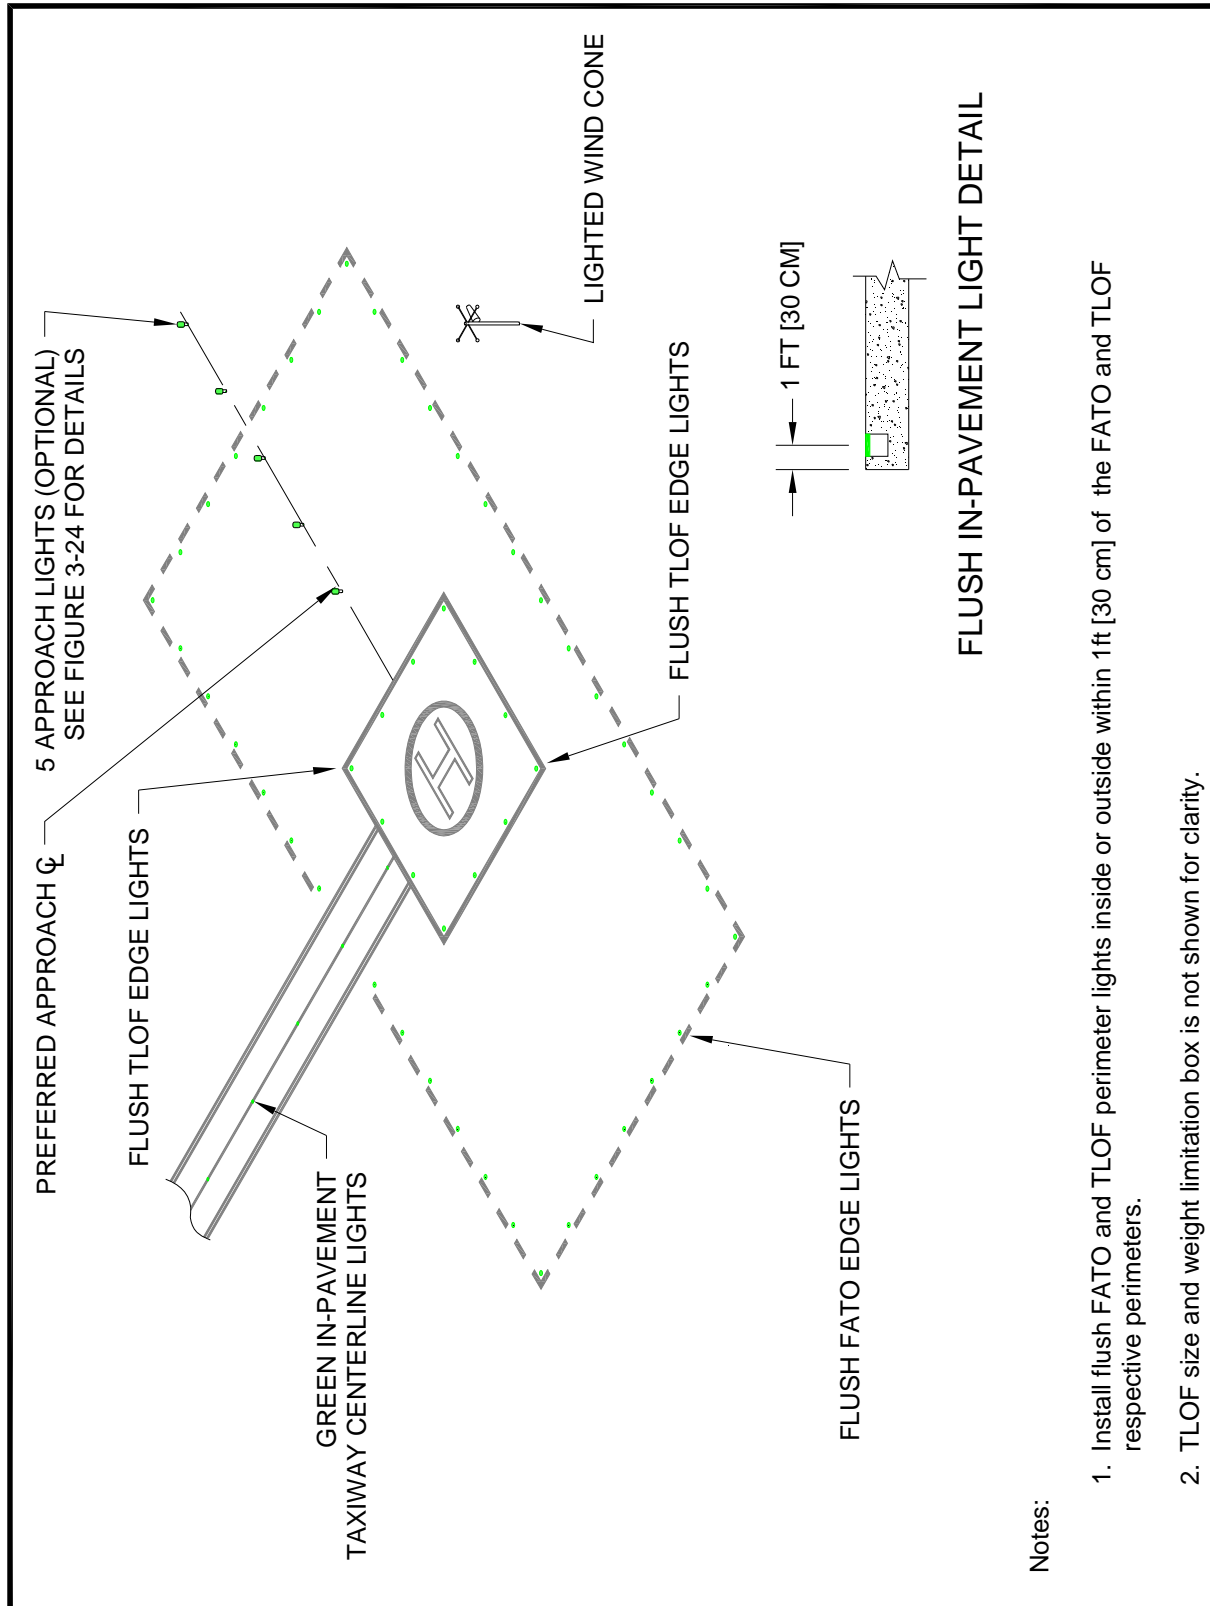 PREFERRED APPROACH ℄
5 APPROACH LIGHTS (OPTIONAL)
SEE FIGURE 3-24 FOR DETAILS
FLUSH TLOF EDGE LIGHTS
GREEN IN-PAVEMENT
TAXIWAY CENTERLINE LIGHTS
H
LIGHTED WIND CONE
FLUSH TLOF EDGE LIGHTS
FLUSH FATO EDGE LIGHTS
1 FT [30 CM]
FLUSH IN-PAVEMENT LIGHT DETAIL
Notes:
1. Install flush FATO and TLOF perimeter lights inside or outside within 1ft [30 cm] of the FATO and TLOF
respective perimeters.
2. TLOF size and weight limitation box is not shown for clarity.